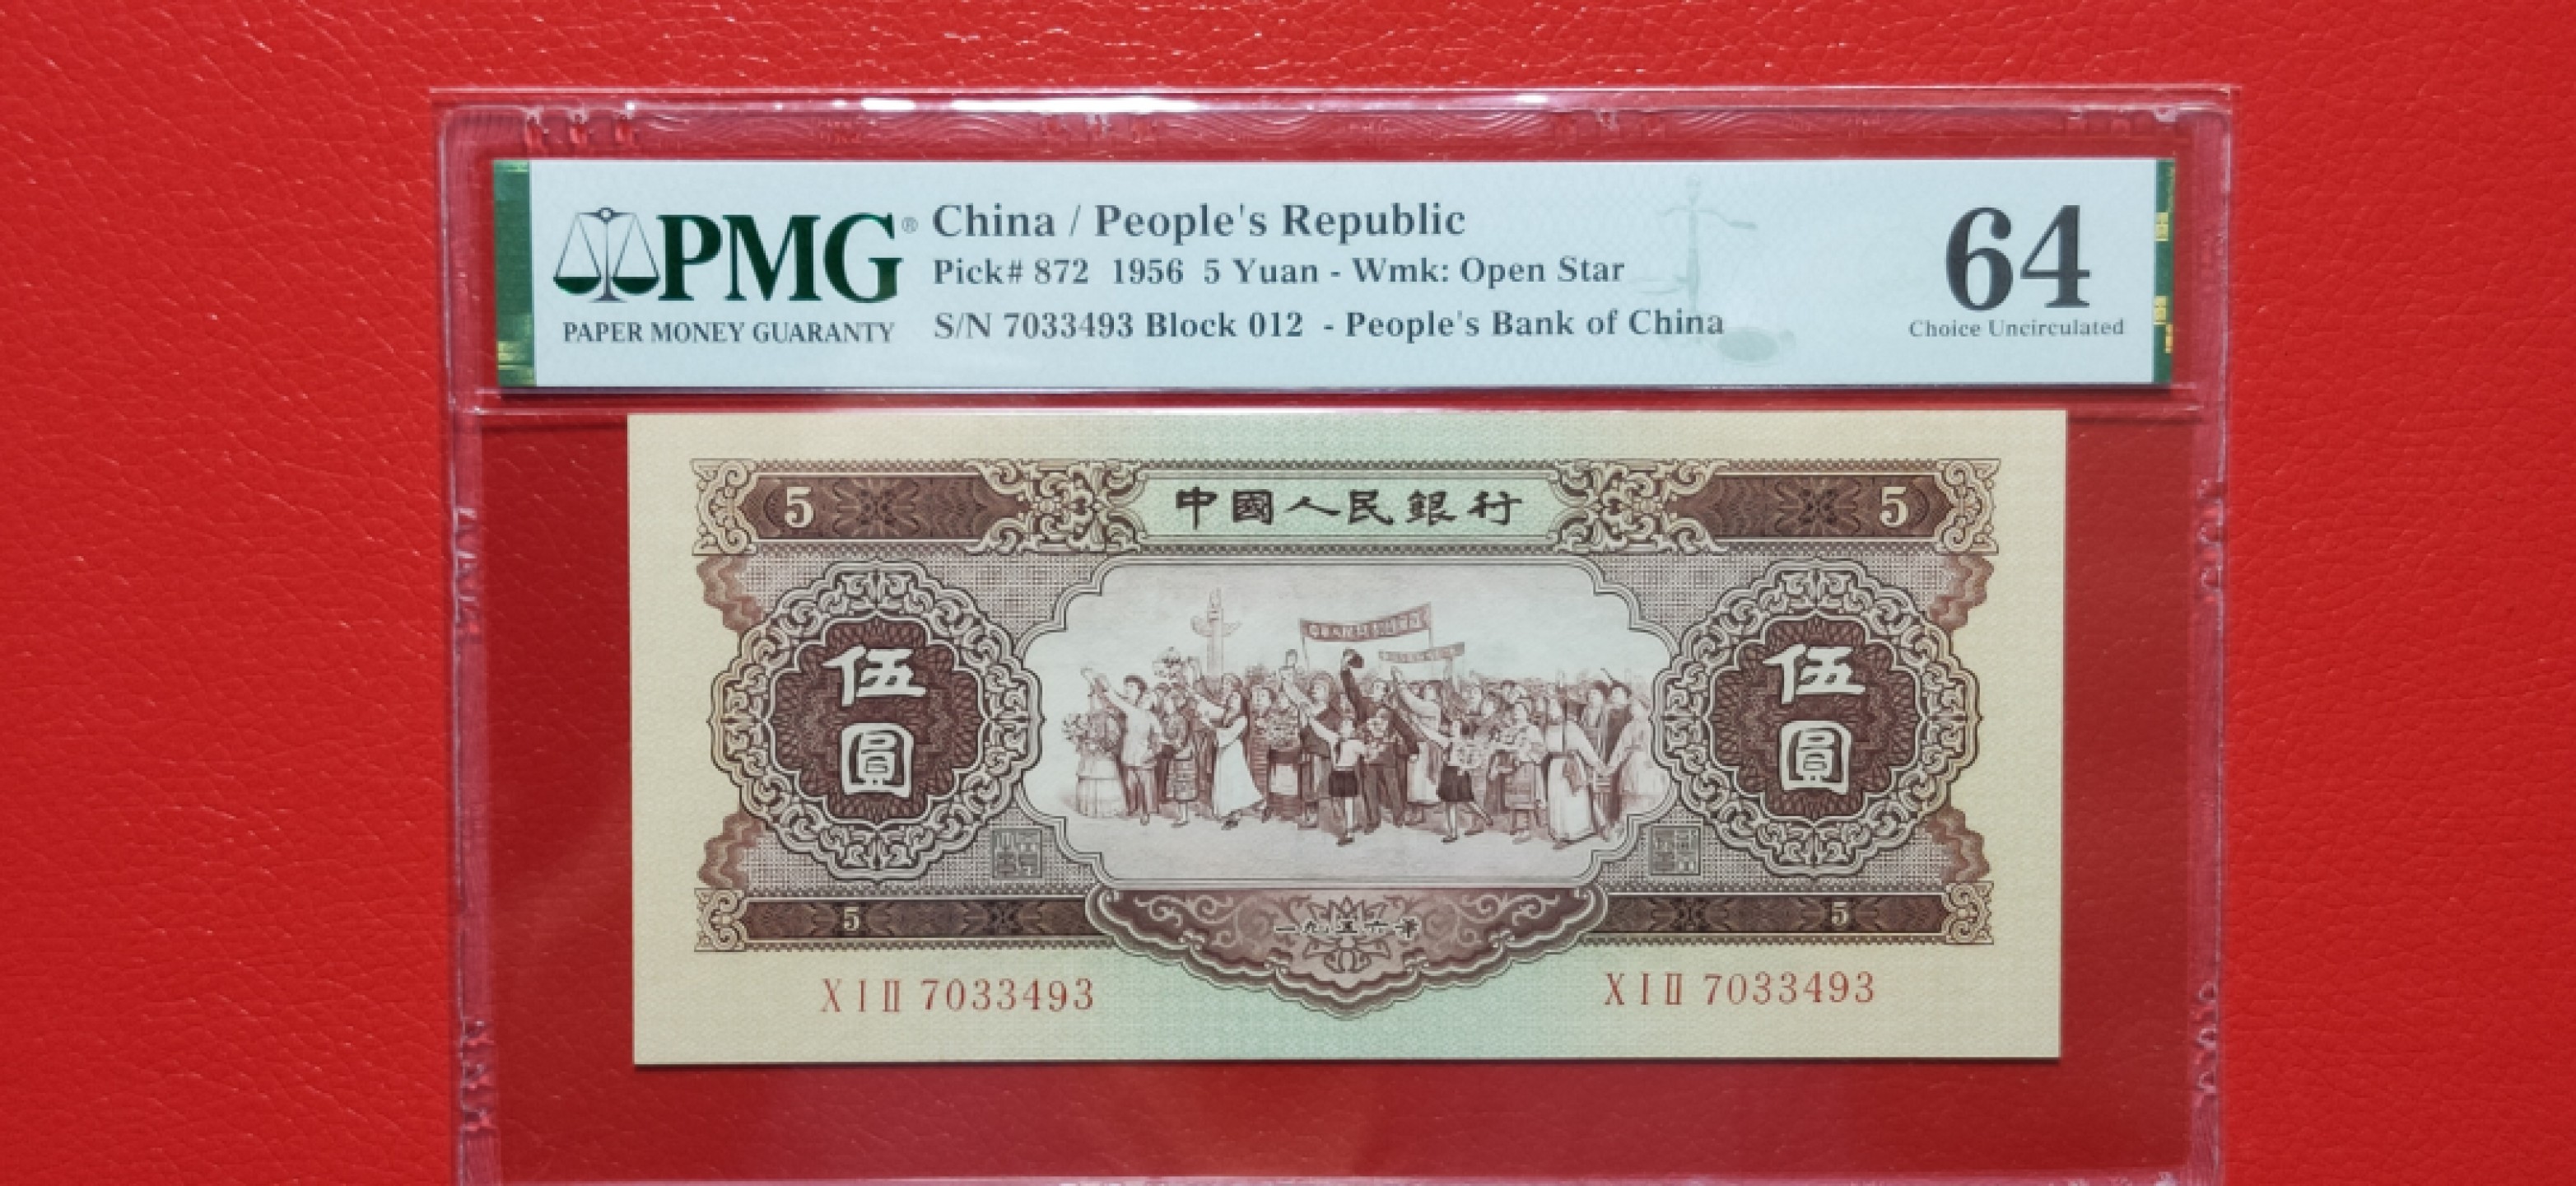 PMG®
PAPER MONEY GUARANTY
China / People's Republic
Pick# 872 1956 5 Yuan - Wmk: Open Star
S/N 7033493 Block 012 - People's Bank of China
64
Choice Uncirculated
5 中國人民銀行 5
伍圓 伍圓
5 一九五六年 5
X I II 7033493 X I II 7033493